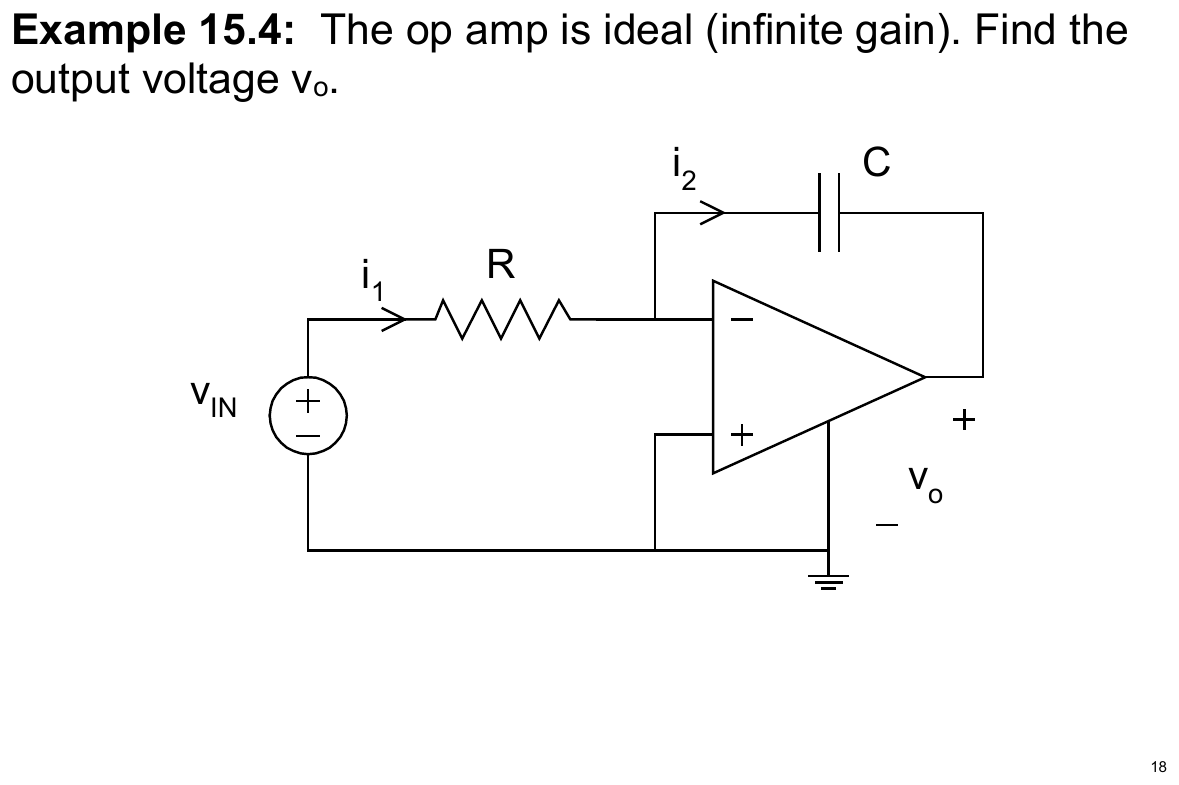 Example 15.4: The op amp is ideal (infinite gain). Find the
output voltage vo.
i2
C
i1
R
vIN
+
−
−
+
+
vo
−
18